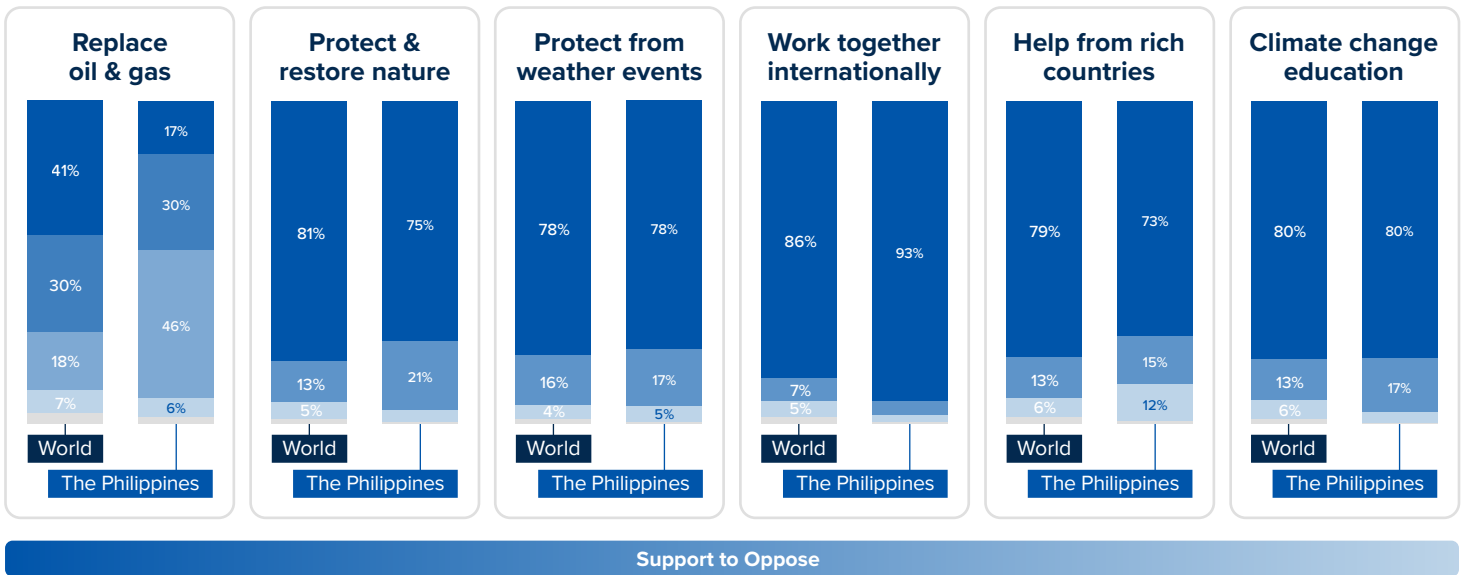 Replace
oil & gas
41%
30%
18%
7%
17%
30%
46%
6%
World
The Philippines
Protect &
restore nature
81%
13%
5%
75%
21%
World
The Philippines
Protect from
weather events
78%
16%
4%
78%
17%
5%
World
The Philippines
Work together
internationally
86%
7%
5%
93%
World
The Philippines
Help from rich
countries
79%
13%
6%
73%
15%
12%
World
The Philippines
Climate change
education
80%
13%
6%
80%
17%
World
The Philippines
Support to Oppose